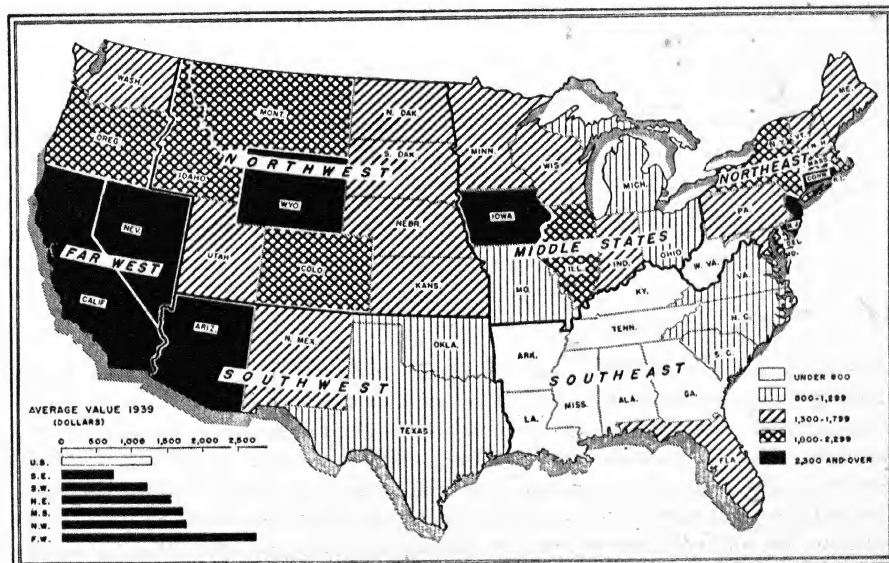 WASH.
MONT.
N. DAK.
MINN.
ME.
OREG
IDAHO
S. DAK.
WIS.
MICH.
N.Y.
VT.
N.H.
MASS
CONN.
R.I.
NORTHWEST
NORTHEAST
WYO.
NEBR.
IOWA
PA.
N.J.
DEL
MD.
NEV.
FAR WEST
UTAH
COLO.
KANS.
MIDDLE STATES
MO.
ILL.
IND.
OHIO
W. VA.
VA.
CALIF
ARIZ.
N. MEX.
OKLA.
ARK.
KY.
TENN.
N. C.
S. C.
SOUTHWEST
SOUTHEAST
TEXAS
LA.
MISS.
ALA.
GA.
FLA.
AVERAGE VALUE 1939
(DOLLARS)
0 500 1,000 1,500 2,000 2,500
U.S.
S.E.
S.W.
N.E.
M.S.
N.W.
F.W.
UNDER 800
800-1,299
1,300-1,799
1,800-2,299
2,300 AND OVER